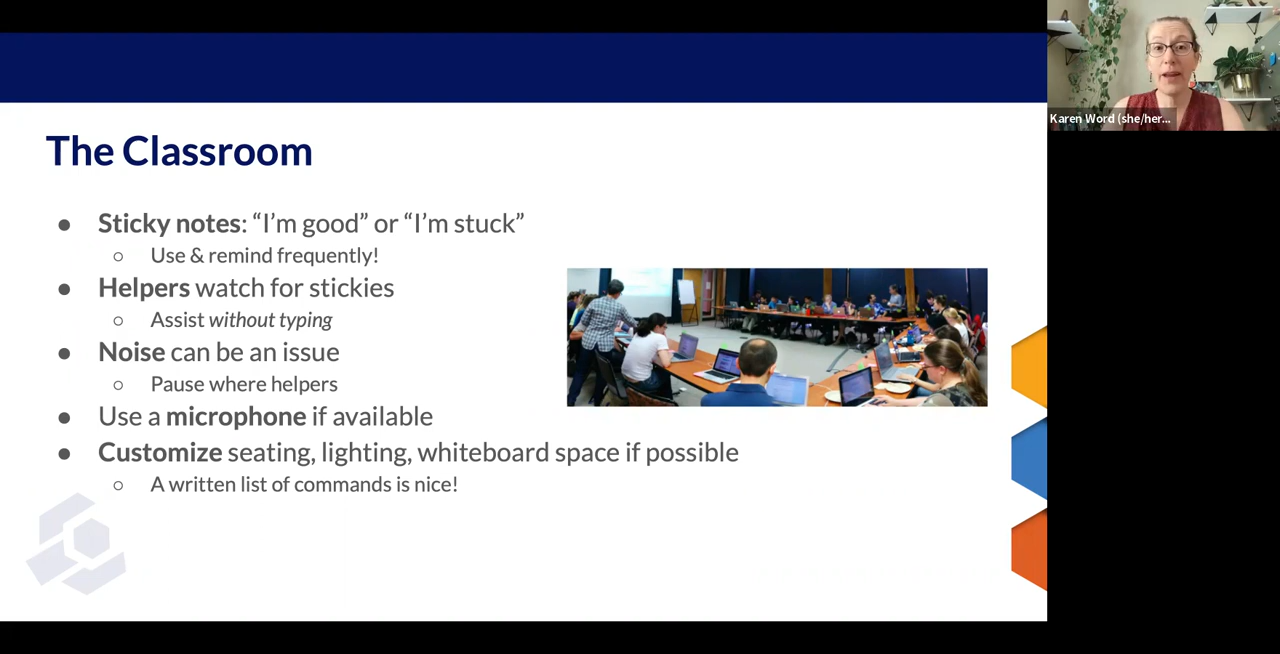 The Classroom
● Sticky notes: “I’m good” or “I’m stuck”
○ Use & remind frequently!
● Helpers watch for stickies
○ Assist without typing
● Noise can be an issue
○ Pause where helpers
● Use a microphone if available
● Customize seating, lighting, whiteboard space if possible
○ A written list of commands is nice!
Karen Word (she/her...